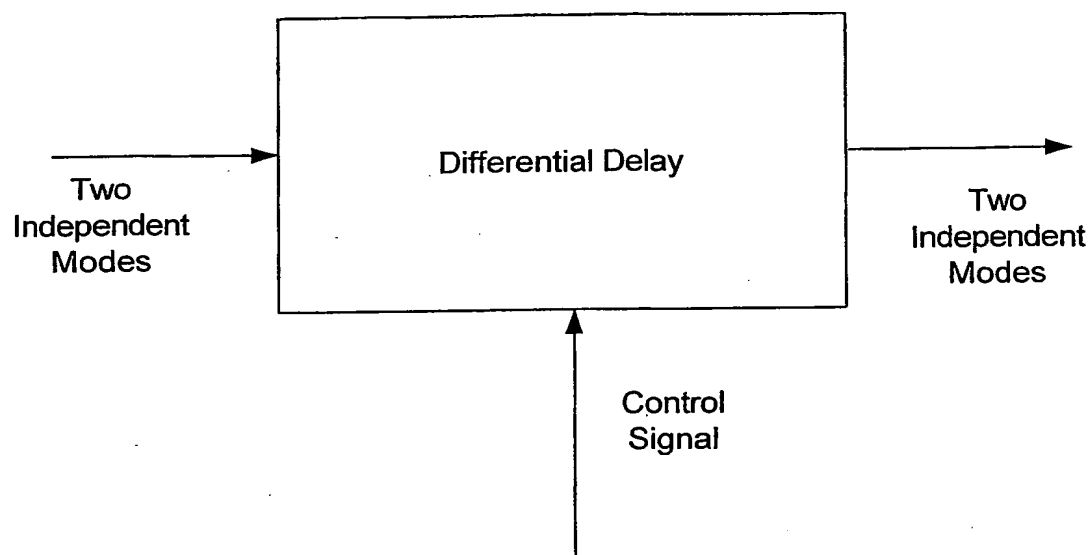 Differential Delay
Two
Independent
Modes
Two
Independent
Modes
Control
Signal